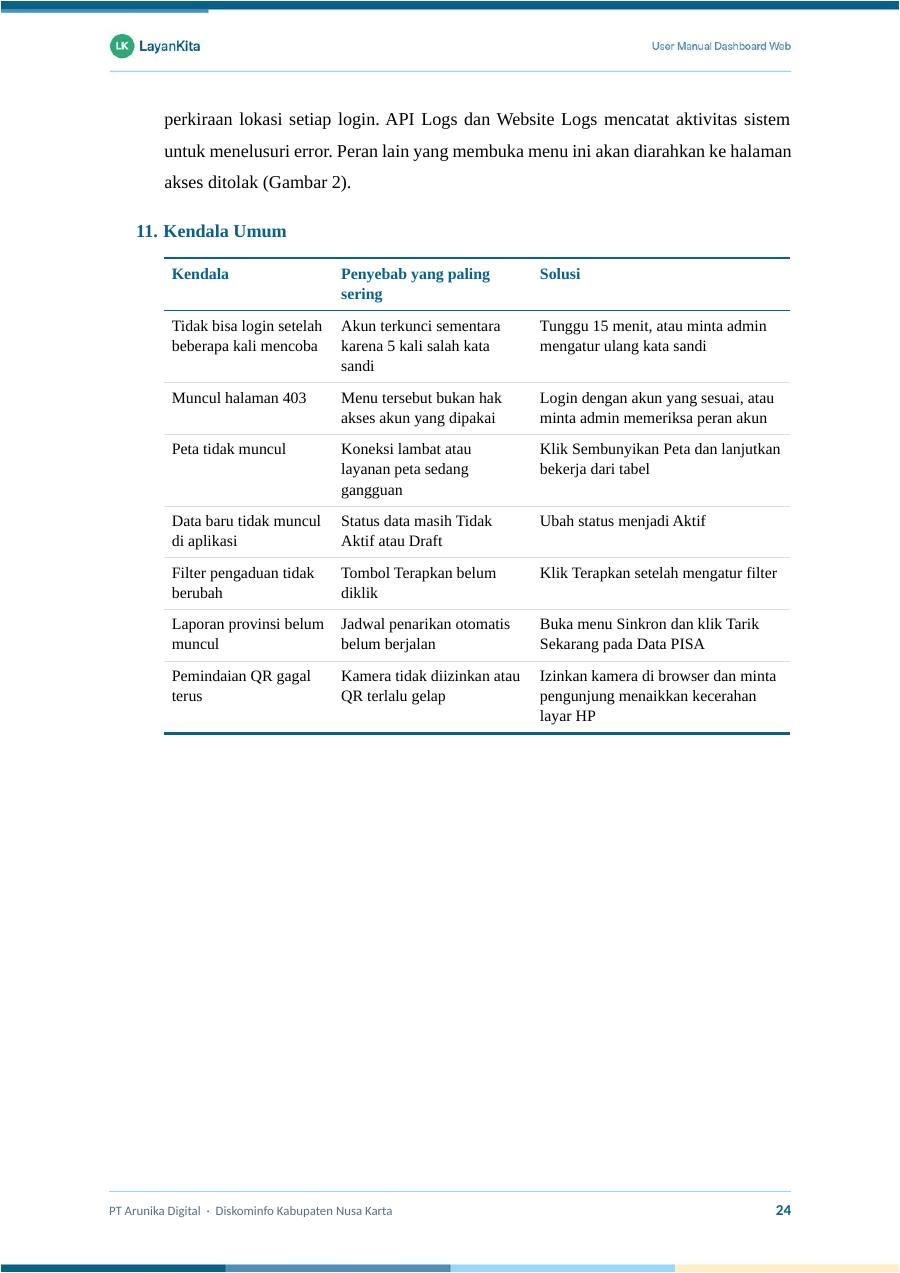 LK LayanKita
User Manual Dashboard Web
perkiraan lokasi setiap login. API Logs dan Website Logs mencatat aktivitas sistem
untuk menelusuri error. Peran lain yang membuka menu ini akan diarahkan ke halaman
akses ditolak (Gambar 2).
11. Kendala Umum
Kendala
Penyebab yang paling
sering
Solusi
Tidak bisa login setelah
beberapa kali mencoba
Akun terkunci sementara
karena 5 kali salah kata
sandi
Tunggu 15 menit, atau minta admin
mengatur ulang kata sandi
Muncul halaman 403
Menu tersebut bukan hak
akses akun yang dipakai
Login dengan akun yang sesuai, atau
minta admin memeriksa peran akun
Peta tidak muncul
Koneksi lambat atau
layanan peta sedang
gangguan
Klik Sembunyikan Peta dan lanjutkan
bekerja dari tabel
Data baru tidak muncul
di aplikasi
Status data masih Tidak
Aktif atau Draft
Ubah status menjadi Aktif
Filter pengaduan tidak
berubah
Tombol Terapkan belum
diklik
Klik Terapkan setelah mengatur filter
Laporan provinsi belum
muncul
Jadwal penarikan otomatis
belum berjalan
Buka menu Sinkron dan klik Tarik
Sekarang pada Data PISA
Pemindaian QR gagal
terus
Kamera tidak diizinkan atau
QR terlalu gelap
Izinkan kamera di browser dan minta
pengunjung menaikkan kecerahan
layar HP
PT Arunika Digital · Diskominfo Kabupaten Nusa Karta
24